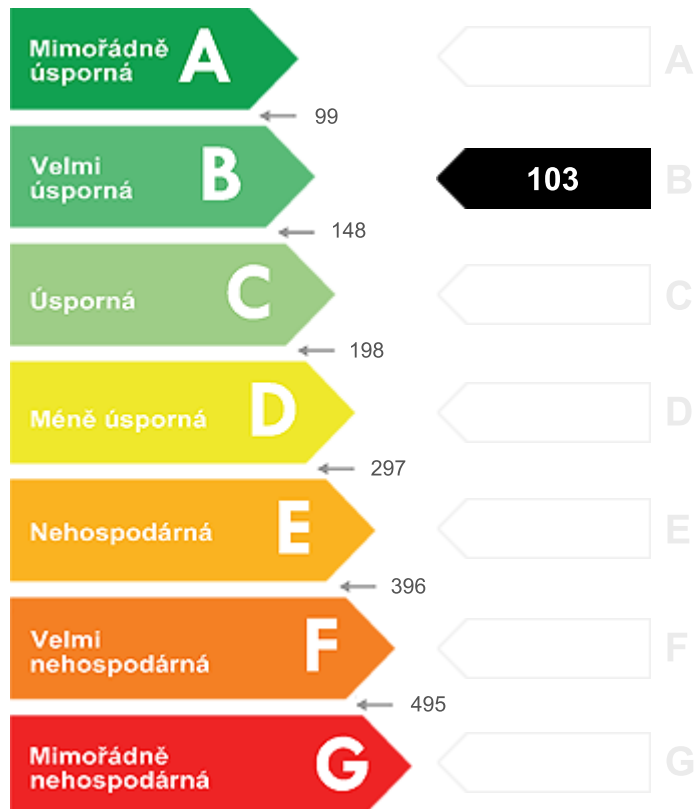 Mimořádně
úsporná
A
A
99
Velmi
úsporná
B
103
B
148
Úsporná
C
C
198
Méně úsporná
D
D
297
Nehospodárná
E
E
396
Velmi
nehospodárná
F
F
495
Mimořádně
nehospodárná
G
G